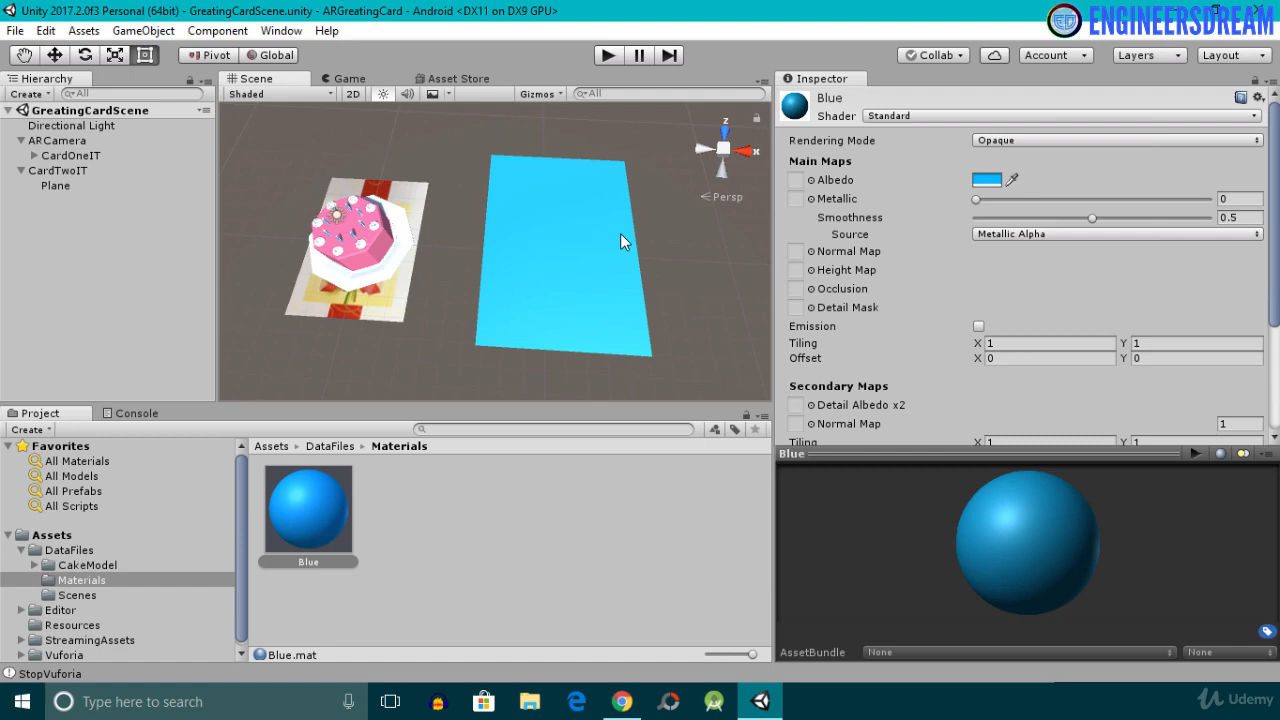 Unity 2017.2.0f3 Personal (64bit) - GreatingCardScene.unity - ARGreatingCard - Android <DX11 on DX9 GPU>
ENGINEERSDREAM
File Edit Assets GameObject Component Window Help
Pivot Global Collab Account Layers Layout
Hierarchy Scene Game Asset Store Inspector
Create All Shaded 2D Gizmos All
Blue
Shader Standard
GreatingCardScene
Directional Light
ARCamera
CardOneIT
CardTwoIT
Plane
z
x
Persp
Rendering Mode Opaque
Main Maps
Albedo
Metallic 0
Smoothness 0.5
Source Metallic Alpha
Normal Map
Height Map
Occlusion
Detail Mask
Emission
Tiling X 1 Y 1
Offset X 0 Y 0
Secondary Maps
Detail Albedo x2
Normal Map 1
Tiling X 1 Y 1
Project Console
Create
Favorites
All Materials
All Models
All Prefabs
All Scripts
Assets
DataFiles
CakeModel
Materials
Scenes
Editor
Resources
StreamingAssets
Vuforia
Assets DataFiles Materials
Blue
Blue.mat
Blue
AssetBundle None None
StopVuforia
Type here to search
Udemy